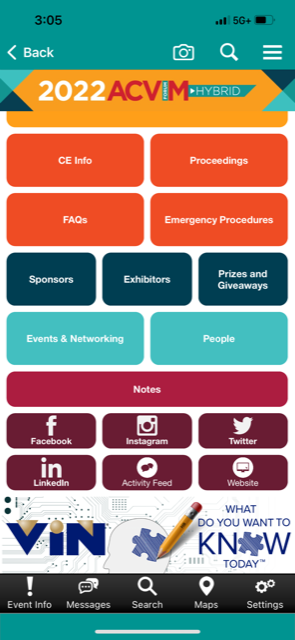 3:05
5G+
Back
2022 ACVIM
FORUM
HYBRID
CE Info
Proceedings
FAQs
Emergency Procedures
Sponsors
Exhibitors
Prizes and
Giveaways
Events & Networking
People
Notes
Facebook
Instagram
Twitter
in
LinkedIn
Activity Feed
Website
VIN
WHAT
DO YOU WANT TO
KNOW
TODAY™
Event Info
Messages
Search
Maps
Settings